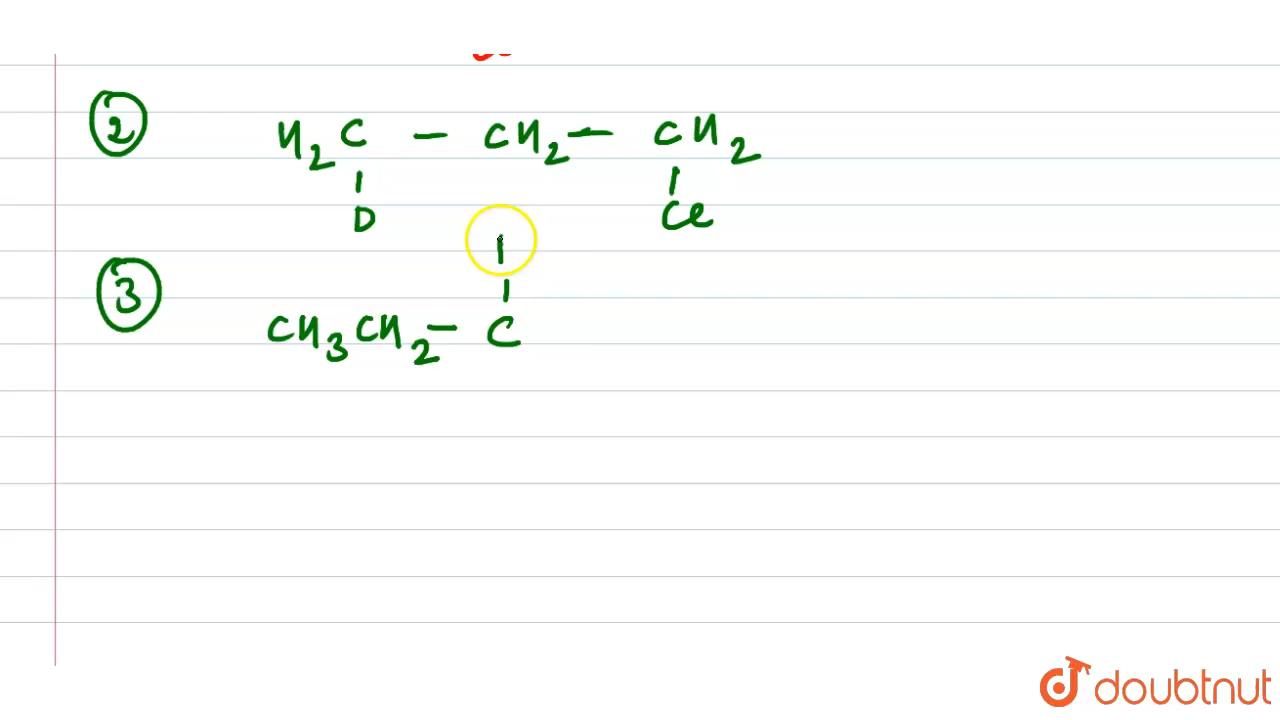 ② H₂C - CH₂ - CH₂
D Cl
③ CH₃CH₂ - C
doubtnut